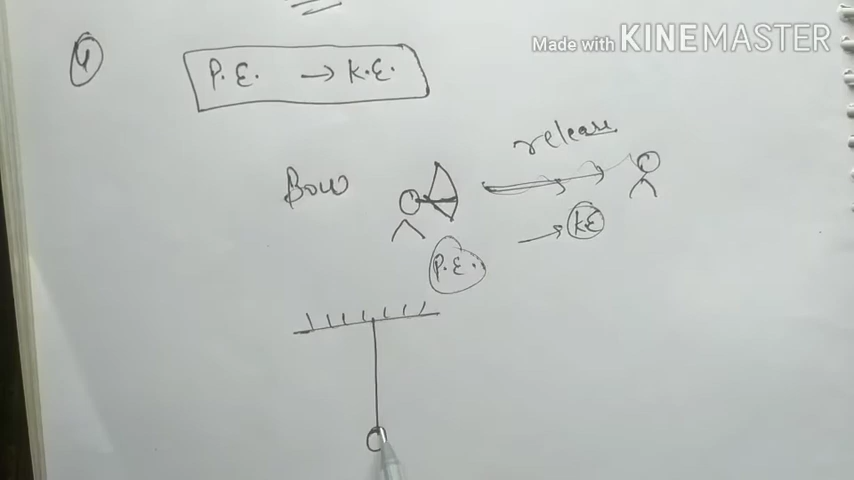 Made with KINEMASTER
4
P.E. → K.E.
release
Bow
→ K.E
P.E.